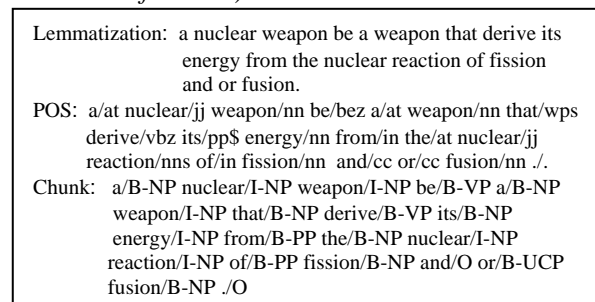 Lemmatization: a nuclear weapon be a weapon that derive its
energy from the nuclear reaction of fission
and or fusion.
POS: a/at nuclear/jj weapon/nn be/bez a/at weapon/nn that/wps
derive/vbz its/pp$ energy/nn from/in the/at nuclear/jj
reaction/nns of/in fission/nn and/cc or/cc fusion/nn ./.
Chunk: a/B-NP nuclear/I-NP weapon/I-NP be/B-VP a/B-NP
weapon/I-NP that/B-NP derive/B-VP its/B-NP
energy/I-NP from/B-PP the/B-NP nuclear/I-NP
reaction/I-NP of/B-PP fission/B-NP and/O or/B-UCP
fusion/B-NP ./O